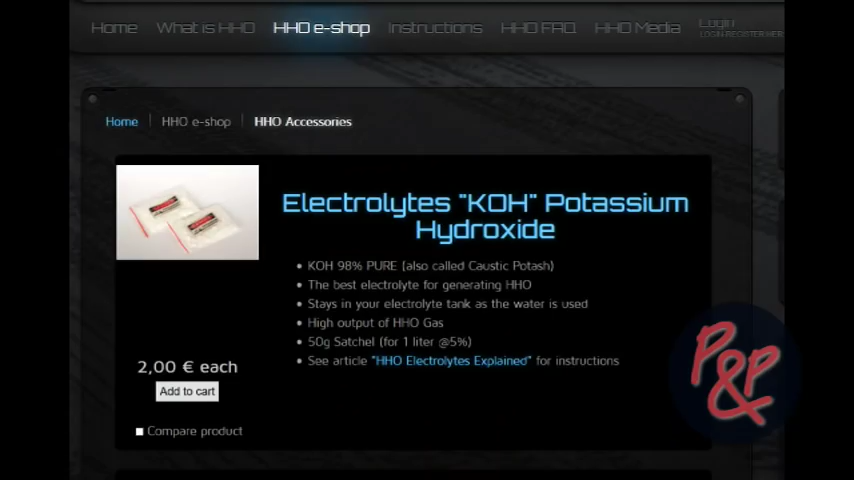 Home What is HHO HHO e-shop Instructions HHO FAQ HHO Media Login
LOGIN REGISTER HER
Home HHO e-shop HHO Accessories
Electrolytes "KOH" Potassium
Hydroxide
• KOH 98% PURE (also called Caustic Potash)
• The best electrolyte for generating HHO
• Stays in your electrolyte tank as the water is used
• High output of HHO Gas
• 50g Satchel (for 1 liter @5%)
• See article "HHO Electrolytes Explained" for instructions
2,00 € each
Add to cart
Compare product
P&P